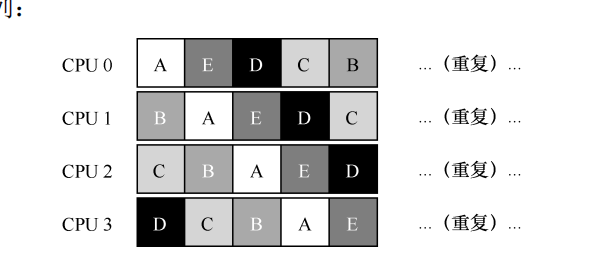 列：
CPU 0 A E D C B …（重复）…
CPU 1 B A E D C …（重复）…
CPU 2 C B A E D …（重复）…
CPU 3 D C B A E …（重复）…